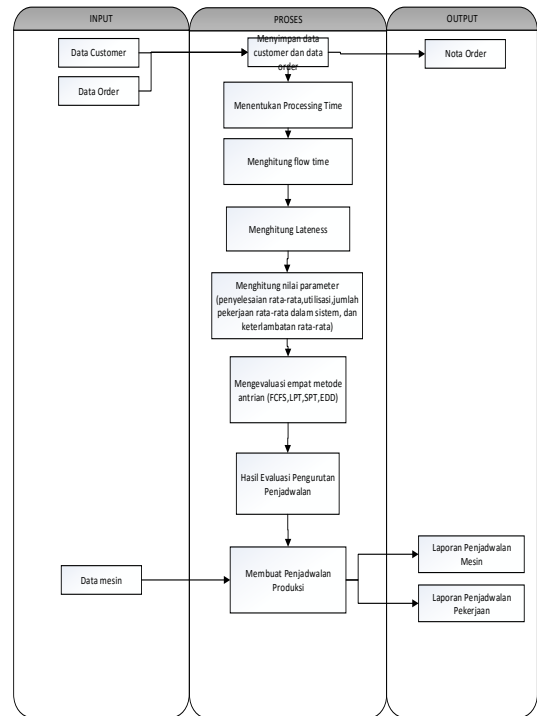 INPUT
PROSES
OUTPUT
Data Customer
Menyimpan data
customer dan data
order
Nota Order
Data Order
Menentukan Processing Time
Menghitung flow time
Menghitung Lateness
Menghitung nilai parameter
(penyelesaian rata-rata,utilisasi,jumlah
pekerjaan rata-rata dalam sistem, dan
keterlambatan rata-rata)
Mengevaluasi empat metode
antrian (FCFS,LPT,SPT,EDD)
Hasil Evaluasi Pengurutan
Penjadwalan
Data mesin
Membuat Penjadwalan
Produksi
Laporan Penjadwalan
Mesin
Laporan Penjadwalan
Pekerjaan